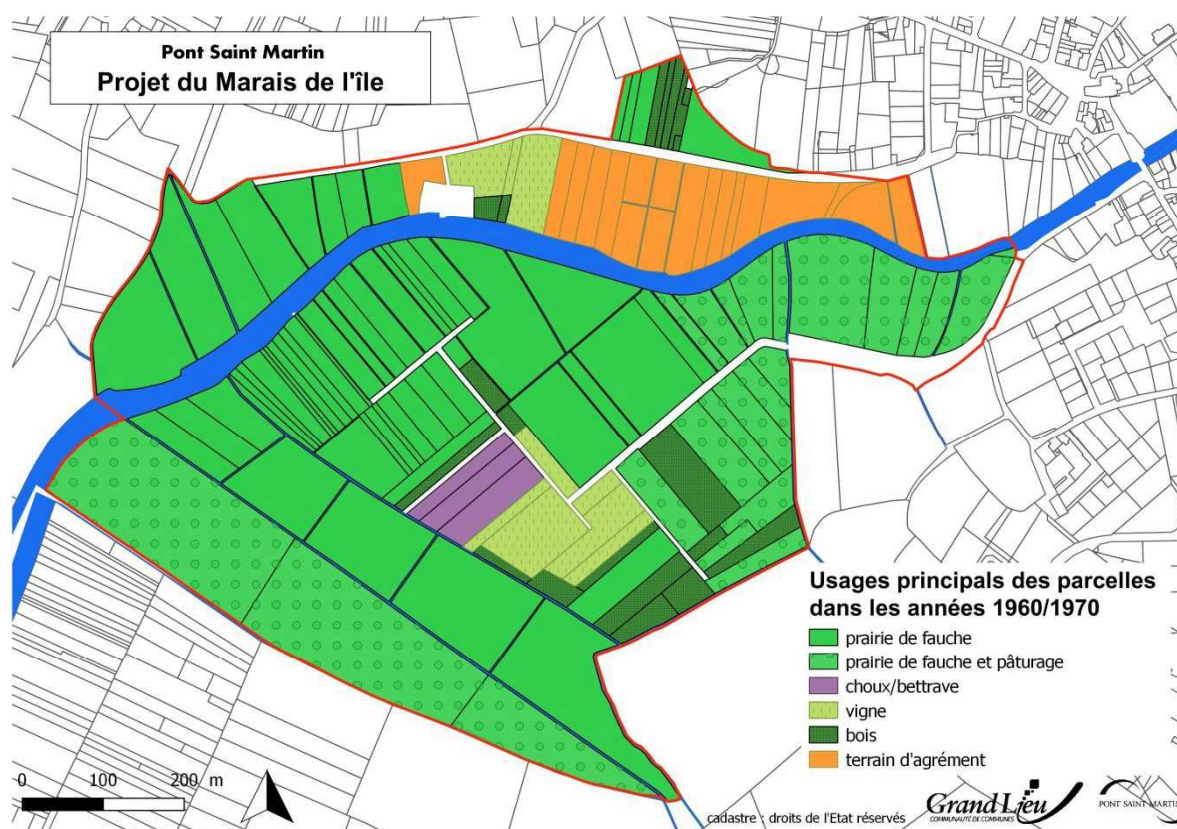 Pont Saint Martin
Projet du Marais de l'île
Usages principals des parcelles
dans les années 1960/1970
prairie de fauche
prairie de fauche et pâturage
choux/bettrave
vigne
bois
terrain d'agrément
0 100 200 m
cadastre : droits de l'Etat réservés
Grand Lieu
COMMUNAUTÉ DE COMMUNES
PONT SAINT MARTIN